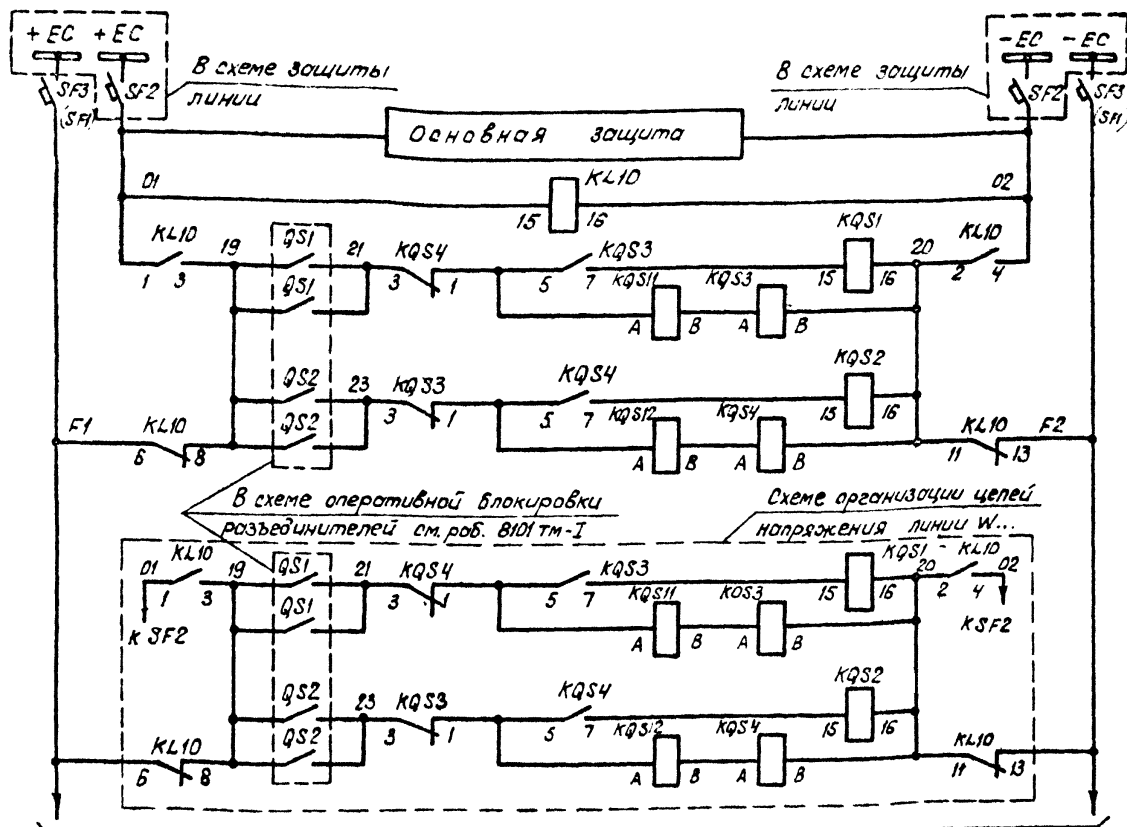 + EC + EC
- EC - EC
SF3 SF2
(SF1)
В схеме защиты
линии
В схеме защиты
линии
SF2 SF3
(SF1)
Основная защита
01 KL10 02
15 16
KL10 19 QS1 21 KQS4 KQS3 KQS1 20 KL10
1 3 3 1 5 7 15 16 2 4
QS1 KQS11 KQS3
A B A B
QS2 23 KQS3 KQS4 KQS2
3 1 5 7 15 16
F1 KL10 QS2 KQS12 KQS4 KL10 F2
6 8 A B A B 11 13
В схеме оперативной блокировки
разъединителей см. раб. 8101 тм-I
Схема организации цепей
напряжения линии W...
01 KL10 19 QS1 21 KQS4 KQS3 KQS1 20 - KL10 02
1 3 3 1 5 7 15 16 2 4
К SF2 QS1 KQS11 KQS3 К SF2
A B A B
QS2 23 KQS3 KQS4 KQS2
3 1 5 7 15 16
KL10 QS2 KQS12 KQS4 KL10
6 8 A B A B 11 13